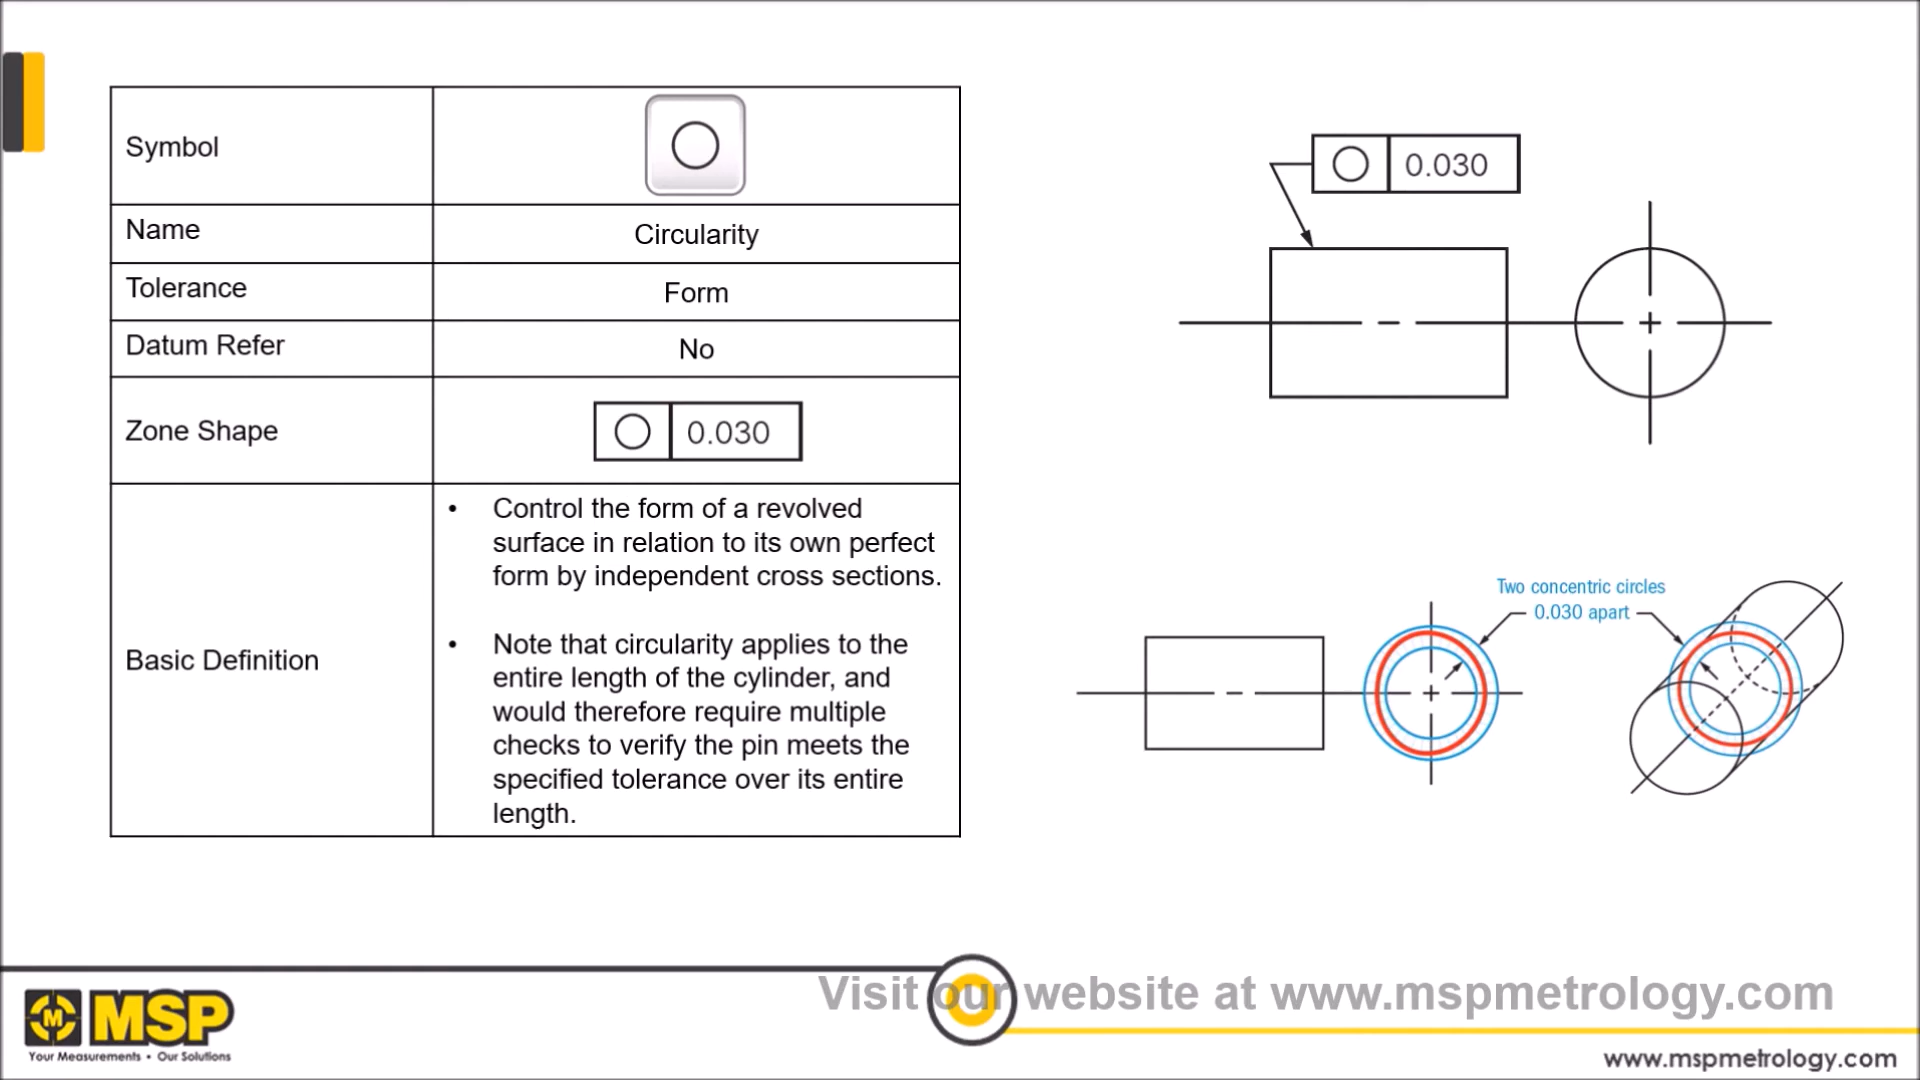 Symbol
Name
Circularity
Tolerance
Form
Datum Refer
No
Zone Shape
0.030
Basic Definition
• Control the form of a revolved
surface in relation to its own perfect
form by independent cross sections.
• Note that circularity applies to the
entire length of the cylinder, and
would therefore require multiple
checks to verify the pin meets the
specified tolerance over its entire
length.
0.030
Two concentric circles
0.030 apart
Visit our website at www.mspmetrology.com
M MSP
Your Measurements • Our Solutions
www.mspmetrology.com